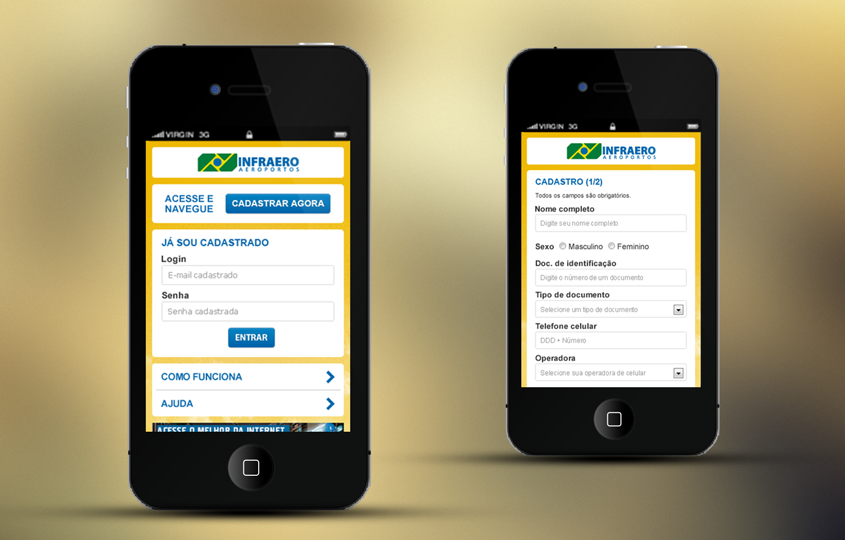 VIRGIN 3G
INFRAERO
AEROPORTOS
ACESSE E
NAVEGUE
CADASTRAR AGORA
JÁ SOU CADASTRADO
Login
E-mail cadastrado
Senha
Senha cadastrada
ENTRAR
COMO FUNCIONA
AJUDA
ACESSE O MELHOR DA INTERNET
VIRGIN 3G
INFRAERO
AEROPORTOS
CADASTRO (1/2)
Todos os campos são obrigatórios.
Nome completo
Digite seu nome completo
Sexo Masculino Feminino
Doc. de identificação
Digite o número de um documento
Tipo de documento
Selecione um tipo de documento
Telefone celular
DDD + Número
Operadora
Selecione sua operadora de celular